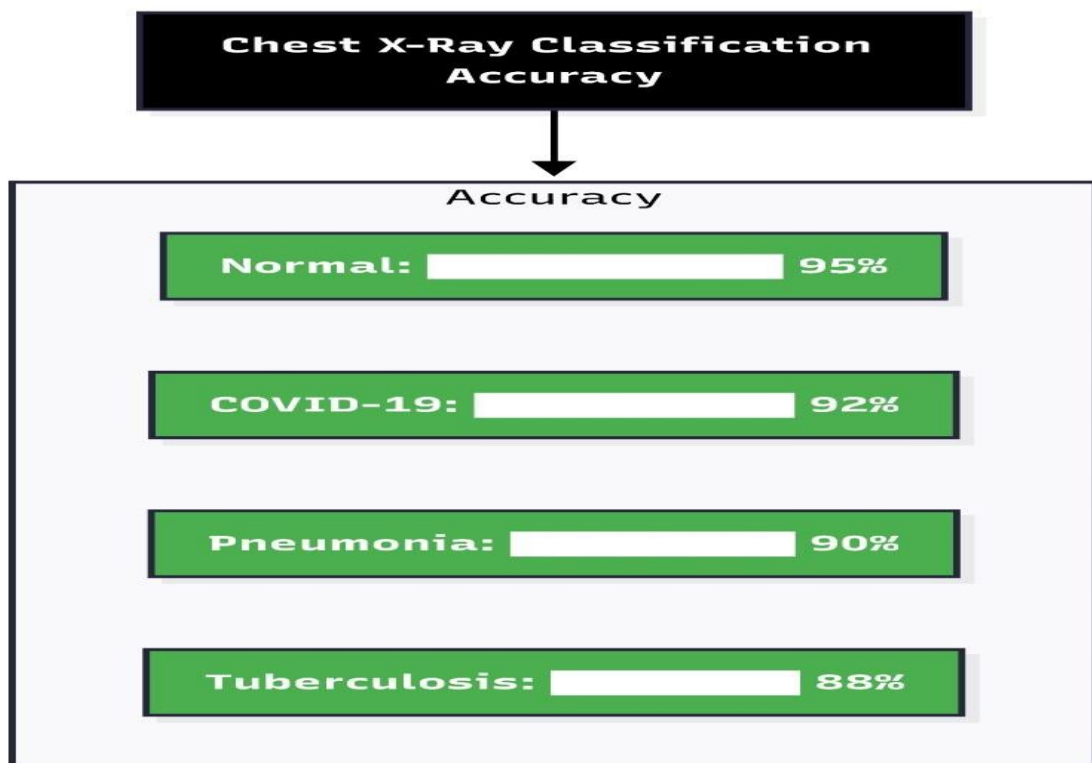 Chest X-Ray Classification
Accuracy
Accuracy
Normal: 95%
COVID-19: 92%
Pneumonia: 90%
Tuberculosis: 88%